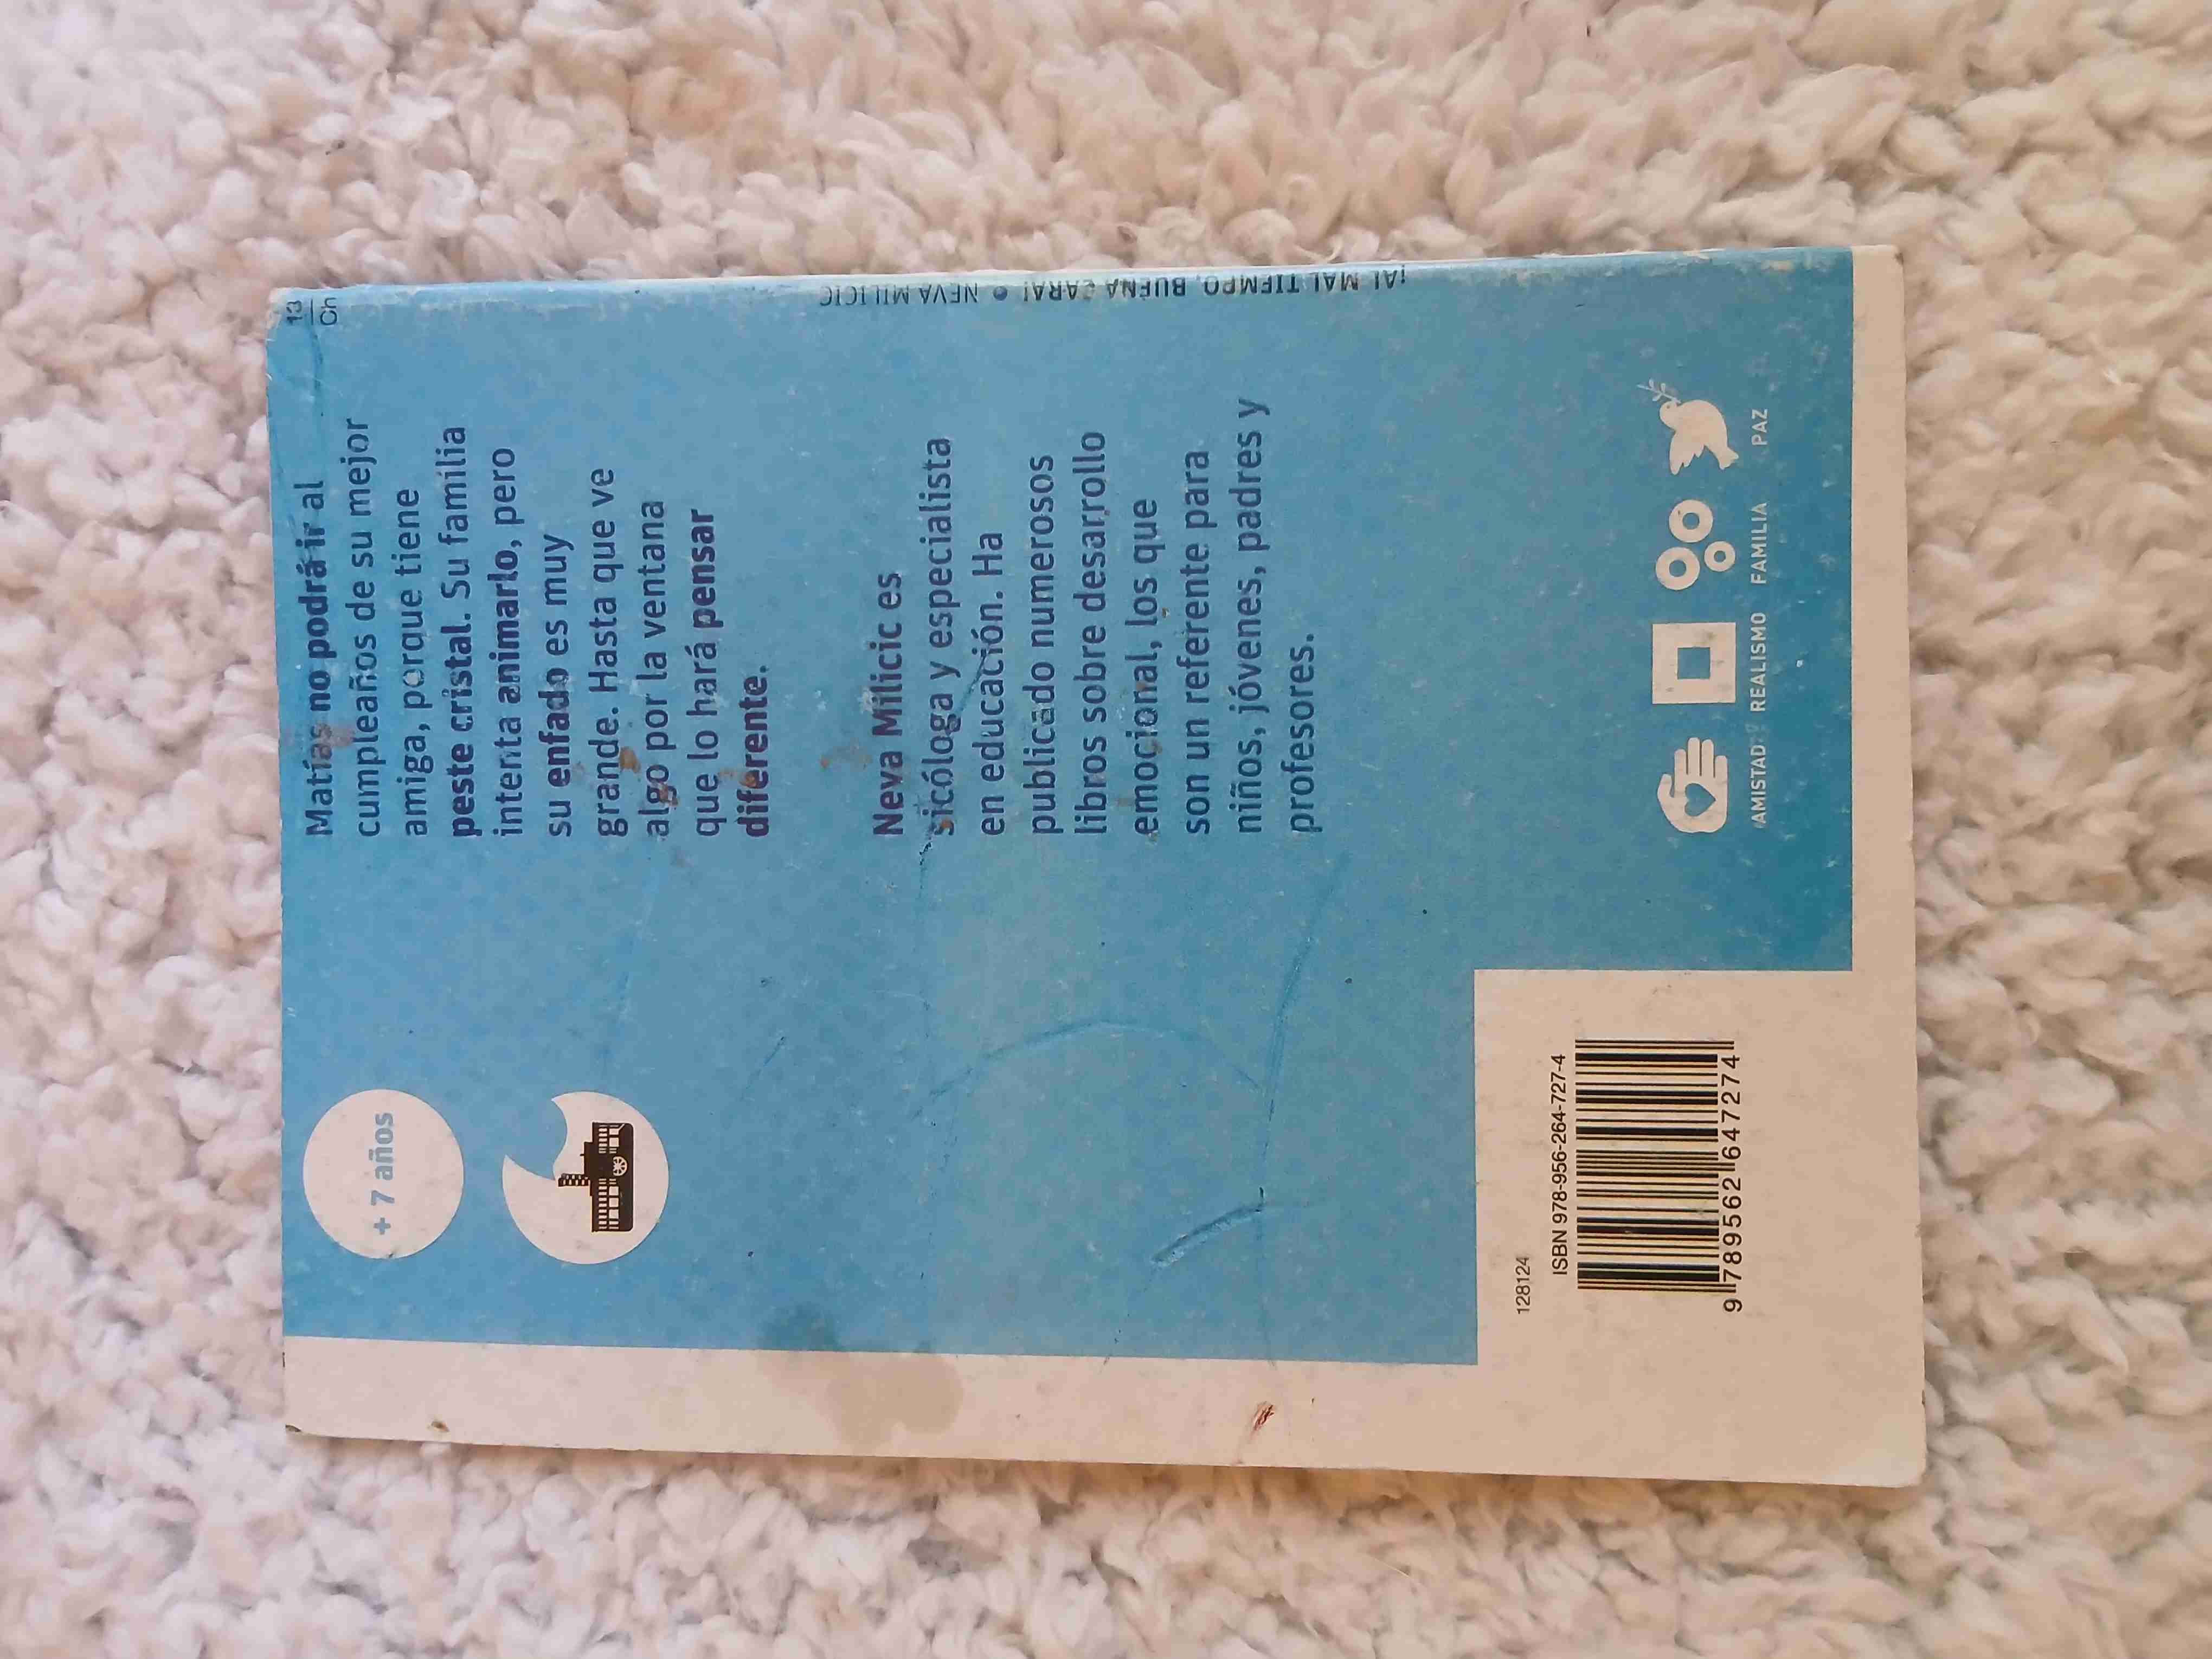 Matías no podrá ir al
cumpleaños de su mejor
amiga, porque tiene
peste cristal. Su familia
intenta animarlo, pero
su enfado es muy
grande. Hasta que ve
algo por la ventana
que lo hará pensar
diferente.
Neva Milicic es
sicóloga y especialista
en educación. Ha
publicado numerosos
libros sobre desarrollo
emocional, los que
son un referente para
niños, jóvenes, padres y
profesores.
+ 7 años
AMISTAD REALISMO FAMILIA PAZ
128124
ISBN 978-956-264-727-4
9 789562 647274
¡AL MAL TIEMPO, BUENA CARA! • NEVA MILICIC
13
Ch